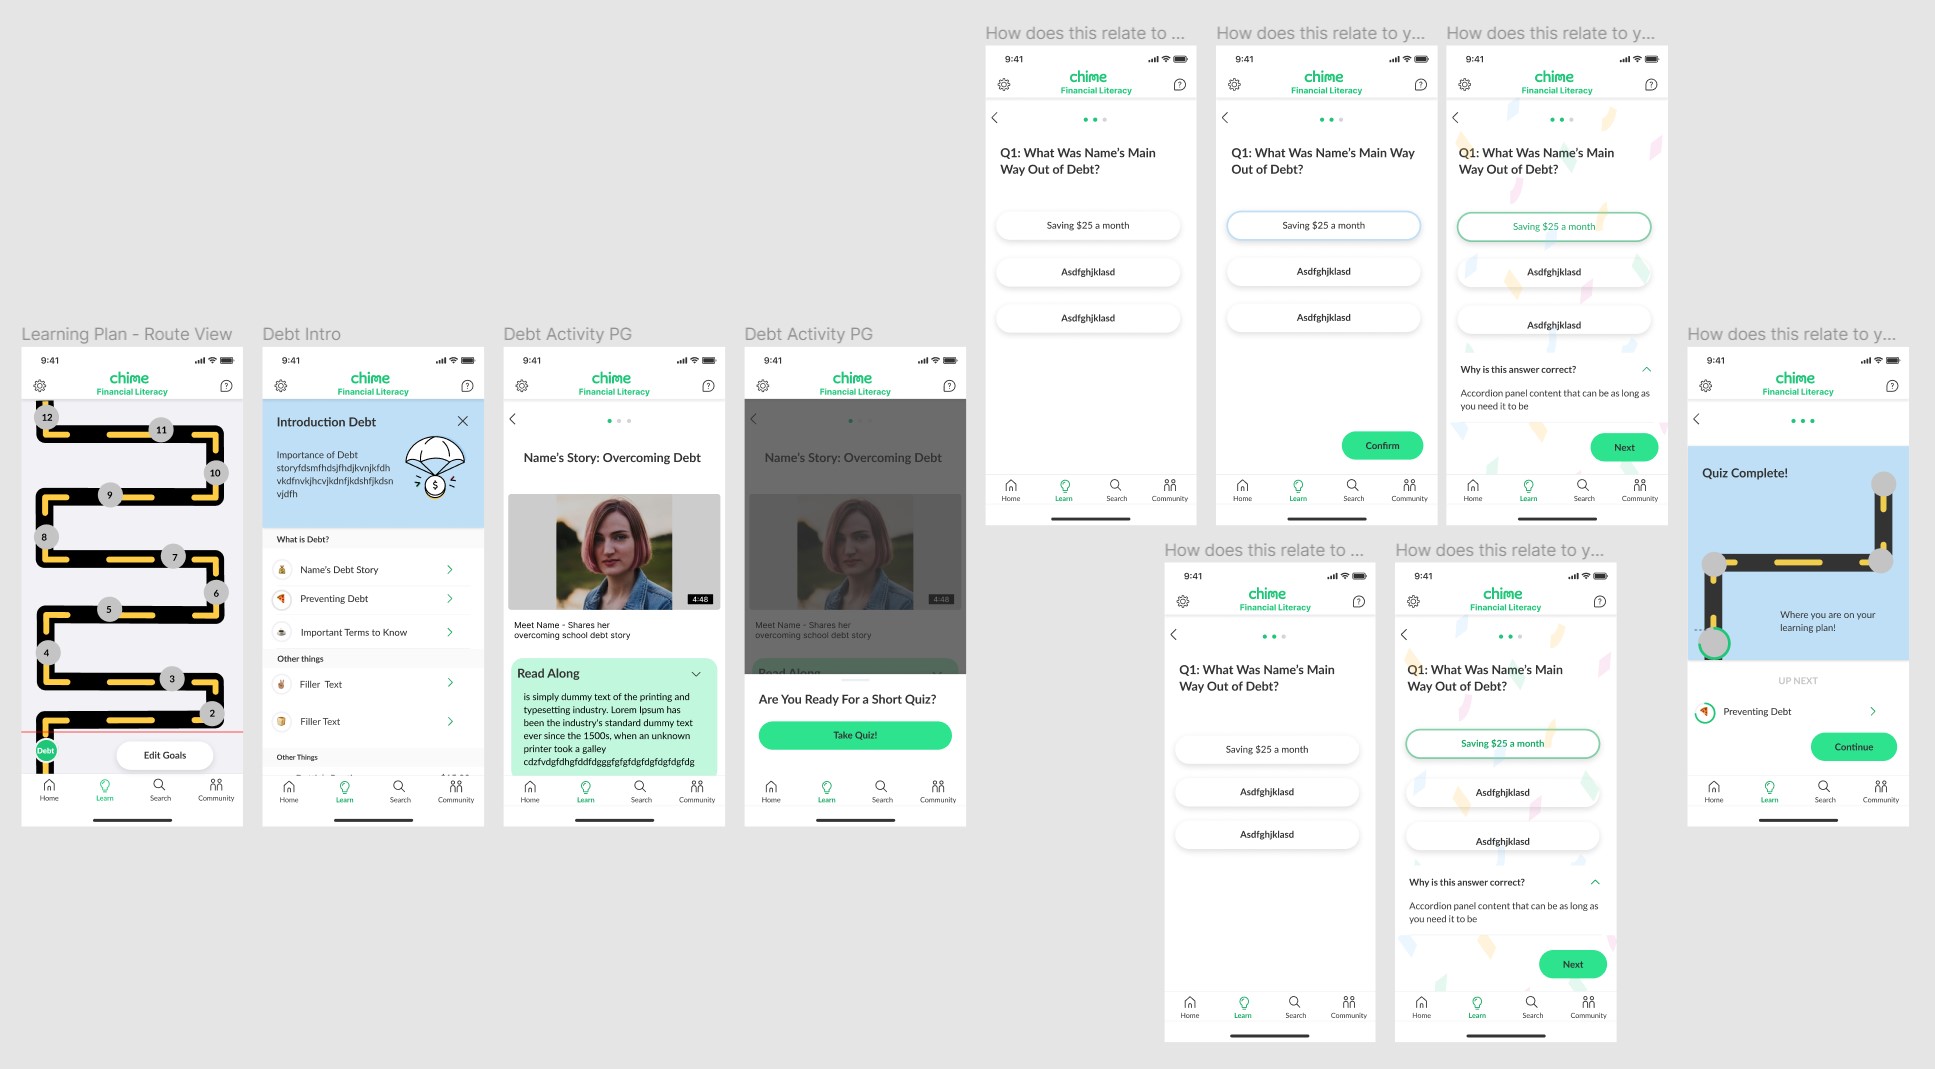 Learning Plan - Route View
9:41
chime
Financial Literacy
12
11
10
9
8
7
6
5
4
3
2
Debt
Edit Goals
Home
Learn
Search
Community
Debt Intro
9:41
chime
Financial Literacy
Introduction Debt
Importance of Debt
storyfdsmfhdsjfhdjkvnjkfdh
vkdfnvkjhcvjkdnfjkdshfjkdsn
vjdfh
$
What is Debt?
Name's Debt Story
Preventing Debt
Important Terms to Know
Other things
Filler Text
Filler Text
Other Things
Home
Learn
Search
Community
Debt Activity PG
9:41
chime
Financial Literacy
Name's Story: Overcoming Debt
4:48
Meet Name - Shares her
overcoming school debt story
Read Along
is simply dummy text of the printing and
typesetting industry. Lorem Ipsum has
been the industry's standard dummy text
ever since the 1500s, when an unknown
printer took a galley
cdzfvdgfdhgfddfdgggfgfgfdgfdgfdgfdgfdg
Home
Learn
Search
Community
Debt Activity PG
9:41
chime
Financial Literacy
Name's Story: Overcoming Debt
4:48
Meet Name - Shares her
overcoming school debt story
Read Along
Are You Ready For a Short Quiz?
Take Quiz!
Home
Learn
Search
Community
How does this relate to ...
9:41
chime
Financial Literacy
Q1: What Was Name's Main
Way Out of Debt?
Saving $25 a month
Asdfghjklasd
Asdfghjklasd
Home
Learn
Search
Community
How does this relate to y...
9:41
chime
Financial Literacy
Q1: What Was Name's Main Way
Out of Debt?
Saving $25 a month
Asdfghjklasd
Asdfghjklasd
Confirm
Home
Learn
Search
Community
How does this relate to y...
9:41
chime
Financial Literacy
Q1: What Was Name's Main
Way Out of Debt?
Saving $25 a month
Asdfghjklasd
Asdfghjklasd
Why is this answer correct?
Accordion panel content that can be as long as
you need it to be
Next
Home
Learn
Search
Community
How does this relate to ...
9:41
chime
Financial Literacy
Q1: What Was Name's Main
Way Out of Debt?
Saving $25 a month
Asdfghjklasd
Asdfghjklasd
Home
Learn
Search
Community
How does this relate to y...
9:41
chime
Financial Literacy
Q1: What Was Name's Main
Way Out of Debt?
Saving $25 a month
Asdfghjklasd
Asdfghjklasd
Why is this answer correct?
Accordion panel content that can be as long as
you need it to be
Next
Home
Learn
Search
Community
How does this relate to y...
9:41
chime
Financial Literacy
Quiz Complete!
Where you are on your
learning plan!
UP NEXT
Preventing Debt
Continue
Home
Learn
Search
Community